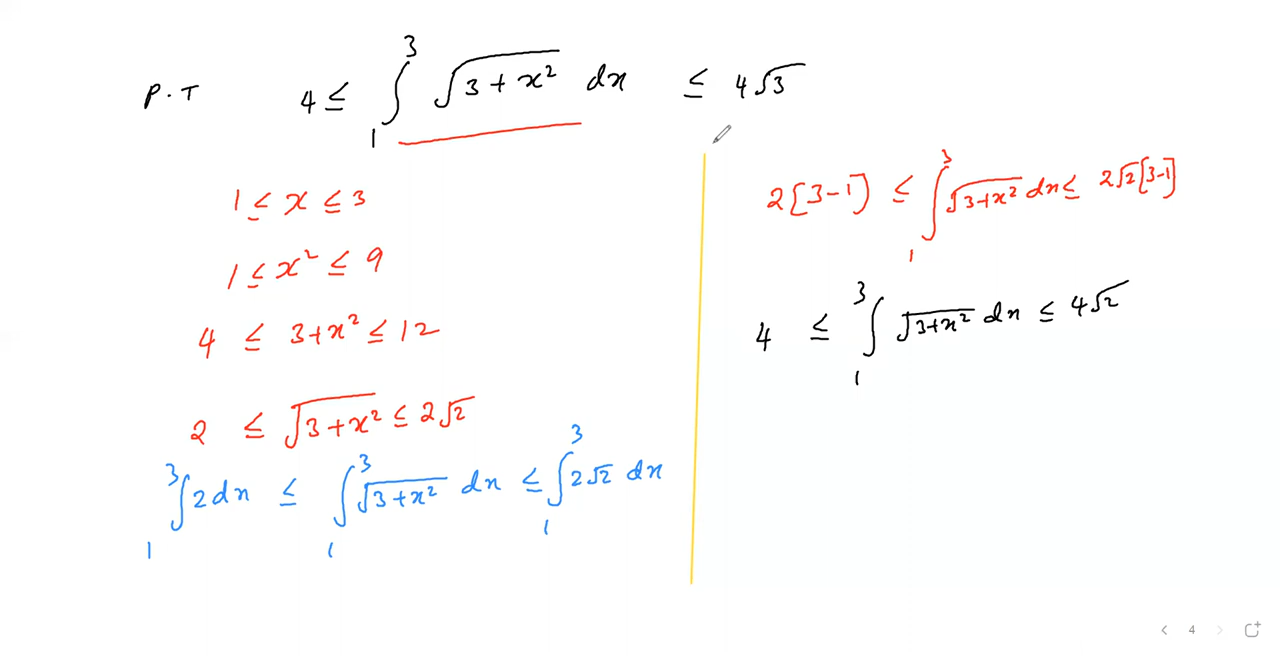 P.T 4 ≤ ∫₁³ √(3+x²) dx ≤ 4√3
1 ≤ x ≤ 3
1 ≤ x² ≤ 9
4 ≤ 3+x² ≤ 12
2 ≤ √(3+x²) ≤ 2√2
∫₁³ 2dx ≤ ∫₁³ √(3+x²) dx ≤ ∫₁³ 2√2 dx
2[3-1] ≤ ∫₁³ √(3+x²) dx ≤ 2√2[3-1]
4 ≤ ∫₁³ √(3+x²) dx ≤ 4√2
< 4 >